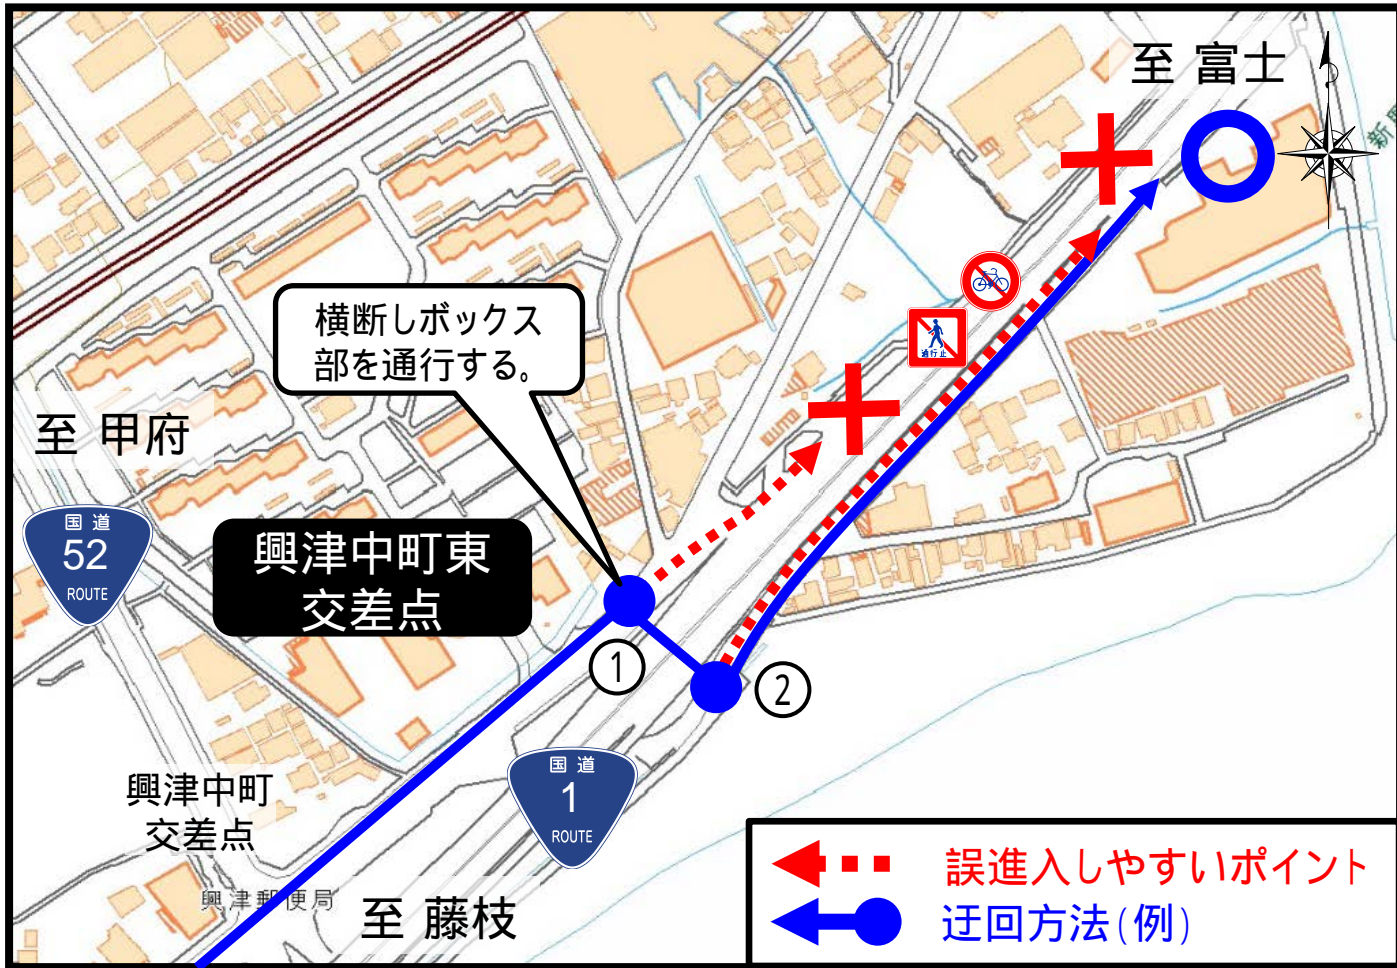 至 富士
新
横断しボックス
部を通行する。
通行止
至 甲府
国道
52
ROUTE
興津中町東
交差点
①
②
国道
1
ROUTE
興津中町
交差点
興津郵便局
至 藤枝
誤進入しやすいポイント
迂回方法(例)